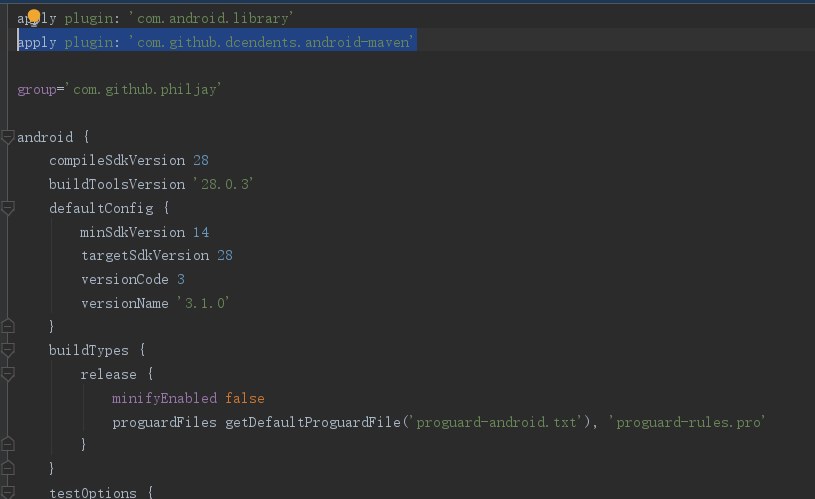 apply plugin: 'com.android.library'
apply plugin: 'com.github.dcendents.android-maven'
group='com.github.philjay'
android {
compileSdkVersion 28
buildToolsVersion '28.0.3'
defaultConfig {
minSdkVersion 14
targetSdkVersion 28
versionCode 3
versionName '3.1.0'
}
buildTypes {
release {
minifyEnabled false
proguardFiles getDefaultProguardFile('proguard-android.txt'), 'proguard-rules.pro'
}
}
testOptions {